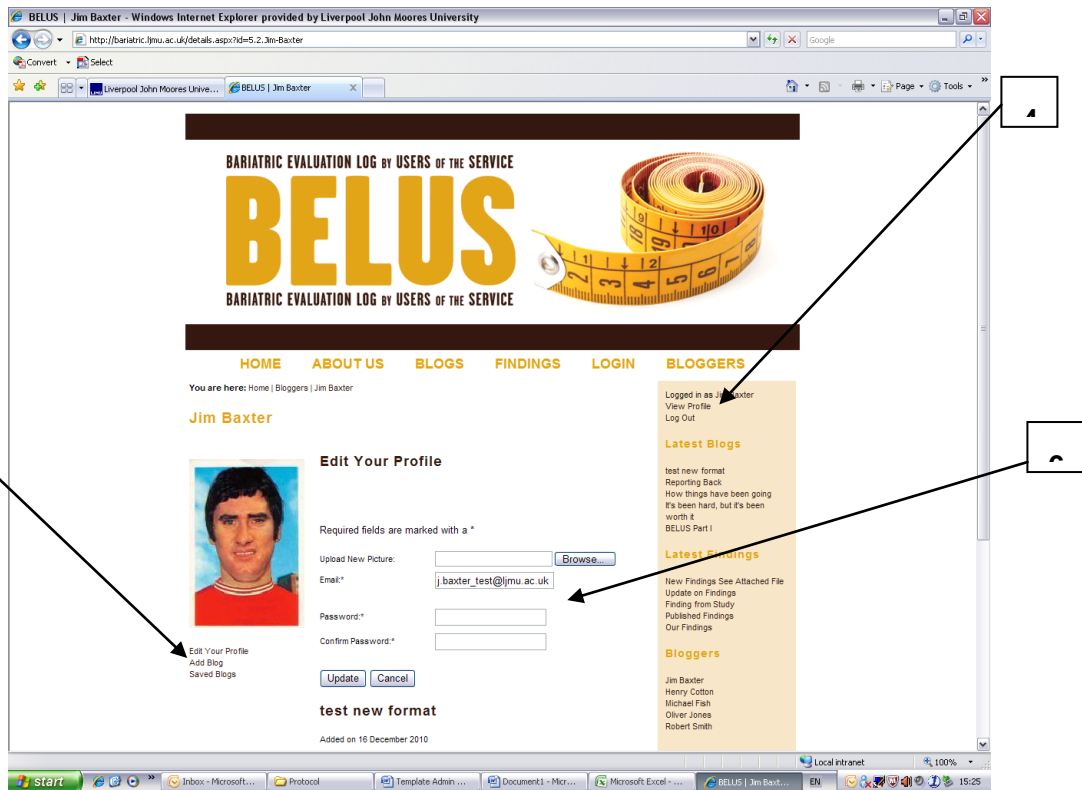 BELUS | Jim Baxter - Windows Internet Explorer provided by Liverpool John Moores University
http://bariatric.ljmu.ac.uk/details.aspx?id=5.2.Jim-Baxter
Google
Convert Select
Liverpool John Moores Unive... BELUS | Jim Baxter X Page Tools
BARIATRIC EVALUATION LOG BY USERS OF THE SERVICE
BELUS
BARIATRIC EVALUATION LOG BY USERS OF THE SERVICE
HOME ABOUT US BLOGS FINDINGS LOGIN BLOGGERS
You are here: Home | Bloggers | Jim Baxter
Jim Baxter
Edit Your Profile
Add Blog
Saved Blogs
Edit Your Profile
Required fields are marked with a *
Upload New Picture: Browse...
Email:* j.baxter_test@ljmu.ac.uk
Password:*
Confirm Password:*
Update Cancel
test new format
Added on 16 December 2010
Logged in as Jim Baxter
View Profile
Log Out
Latest Blogs
test new format
Reporting Back
How things have been going
It's been hard, but it's been
worth it
BELUS Part I
Latest Findings
New Findings See Attached File
Update on Findings
Finding from Study
Published Findings
Our Findings
Bloggers
Jim Baxter
Henry Cotton
Michael Fish
Oliver Jones
Robert Smith
Local intranet 100%
start Inbox - Microsoft... Protocol Template Admin ... Document1 - Micr... Microsoft Excel - ... BELUS | Jim Baxt... EN 15:25